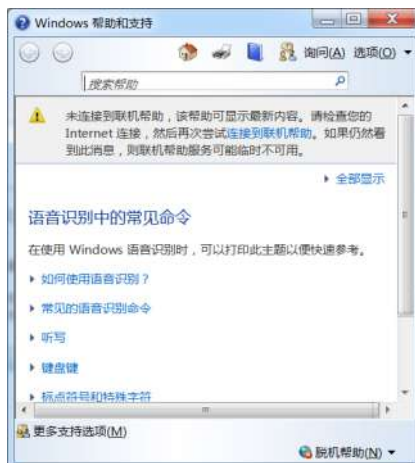 Windows 帮助和支持
询问(A) 选项(O)
搜索帮助
未连接到联机帮助，该帮助可显示最新内容。请检查您的
Internet 连接，然后再次尝试连接到联机帮助。如果仍然看
到此消息，则联机帮助服务可能临时不可用。
全部显示
语音识别中的常见命令
在使用 Windows 语音识别时，可以打印此主题以便快速参考。
如何使用语音识别？
常见的语音识别命令
听写
键盘键
标点符号和特殊字符
更多支持选项(M)
脱机帮助(N)